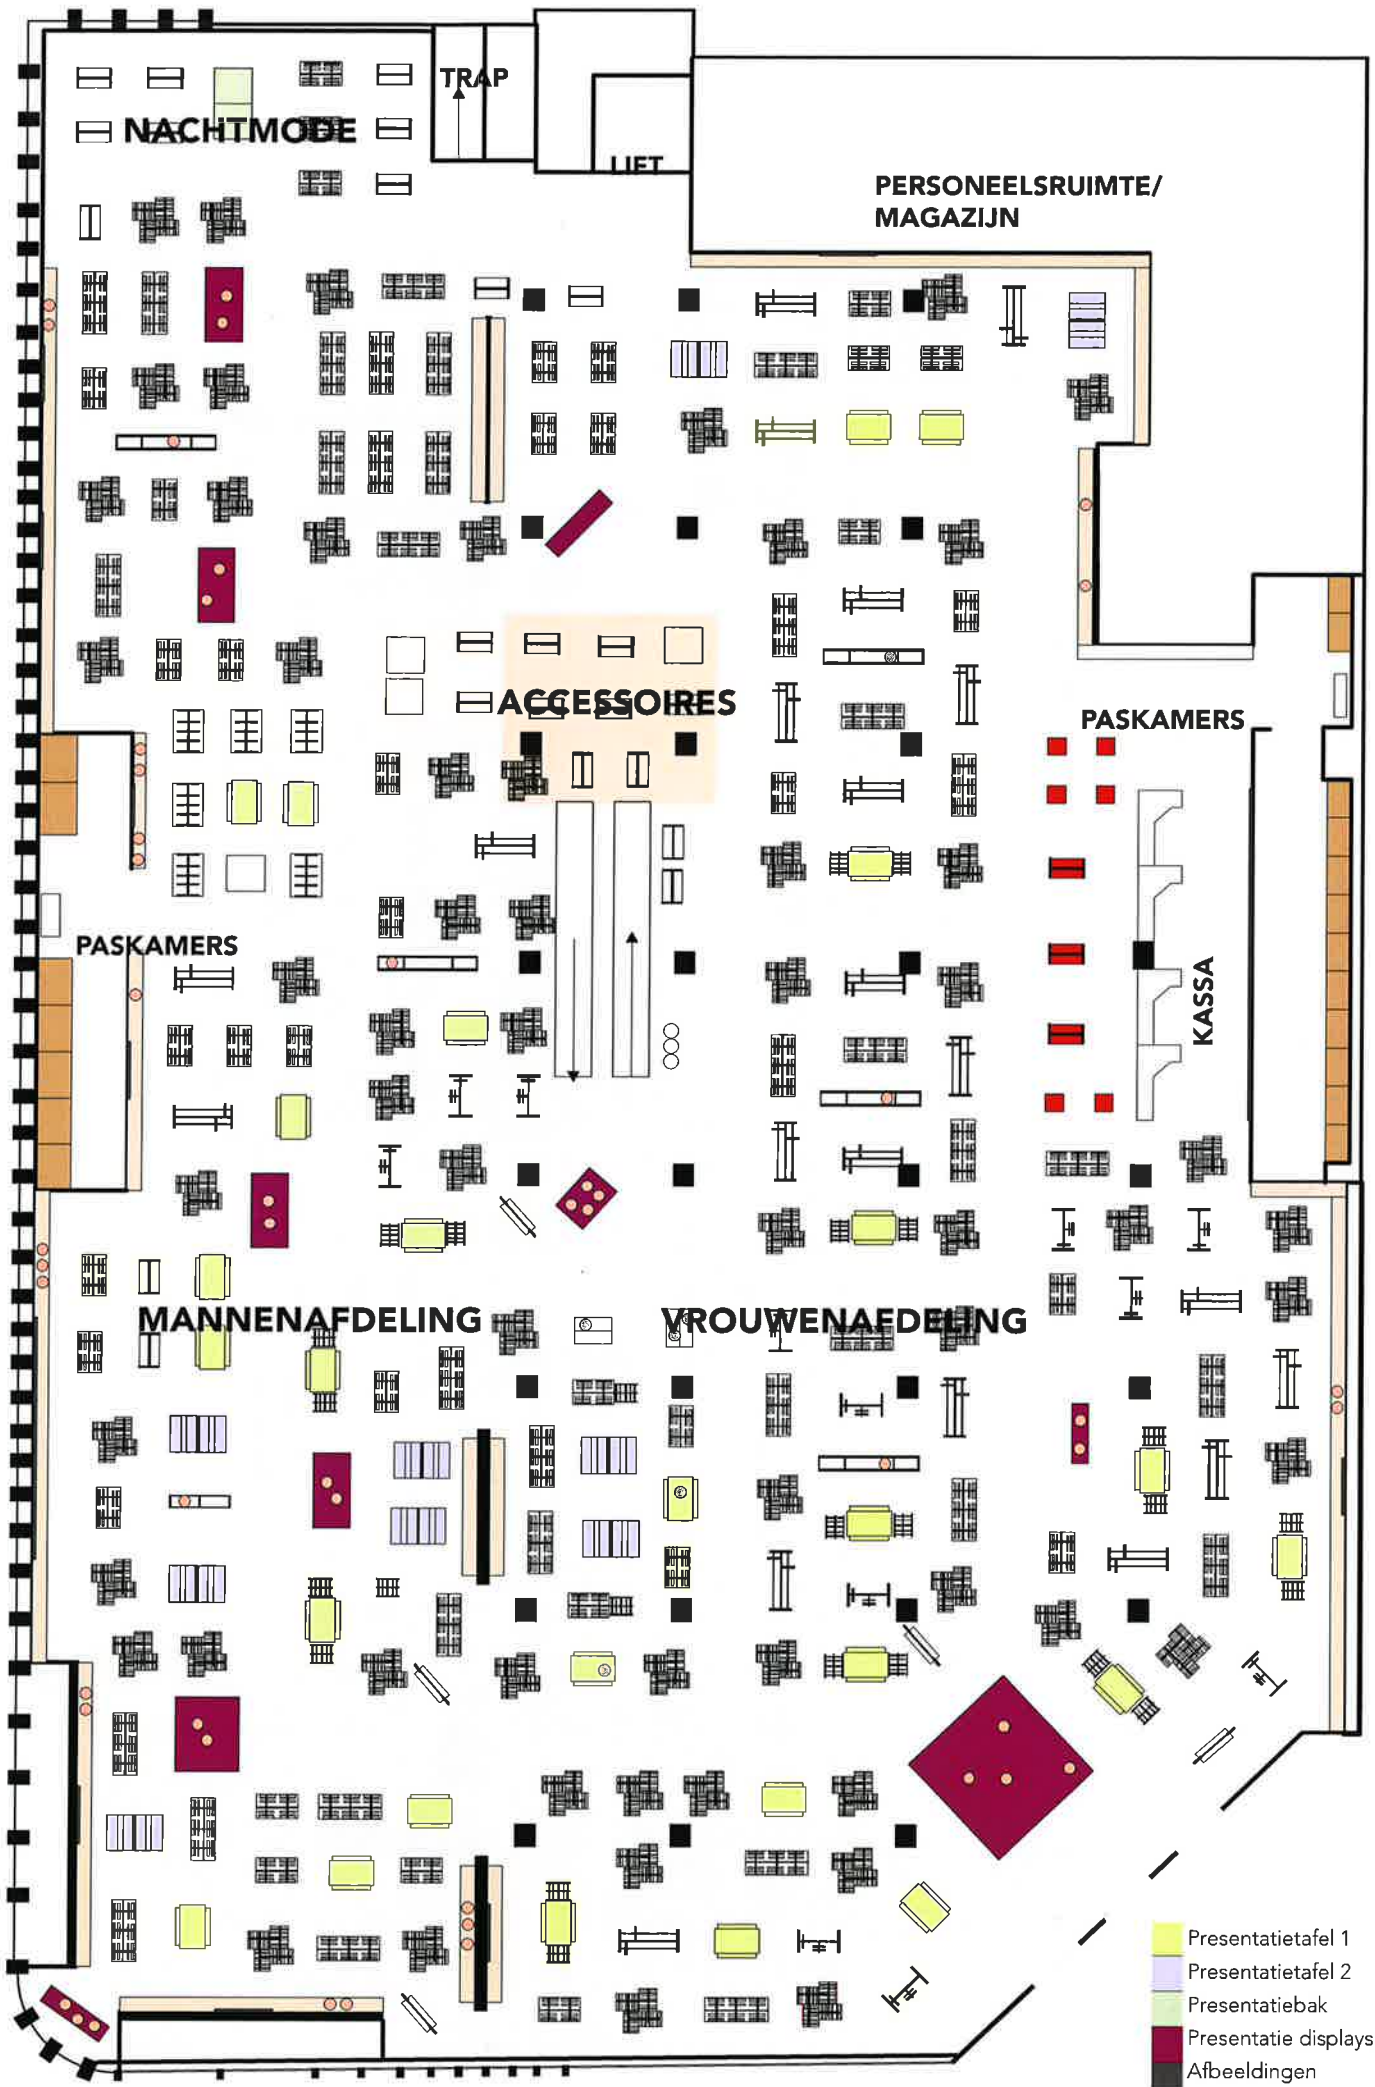 TRAP
NACHTMODE
LIFT
PERSONEELSRUIMTE/
MAGAZIJN
ACCESSOIRES
PASKAMERS
PASKAMERS
KASSA
MANNENAFDELING
VROUWENAFDELING
Presentatietafel 1
Presentatietafel 2
Presentatiebak
Presentatie displays
Afbeeldingen